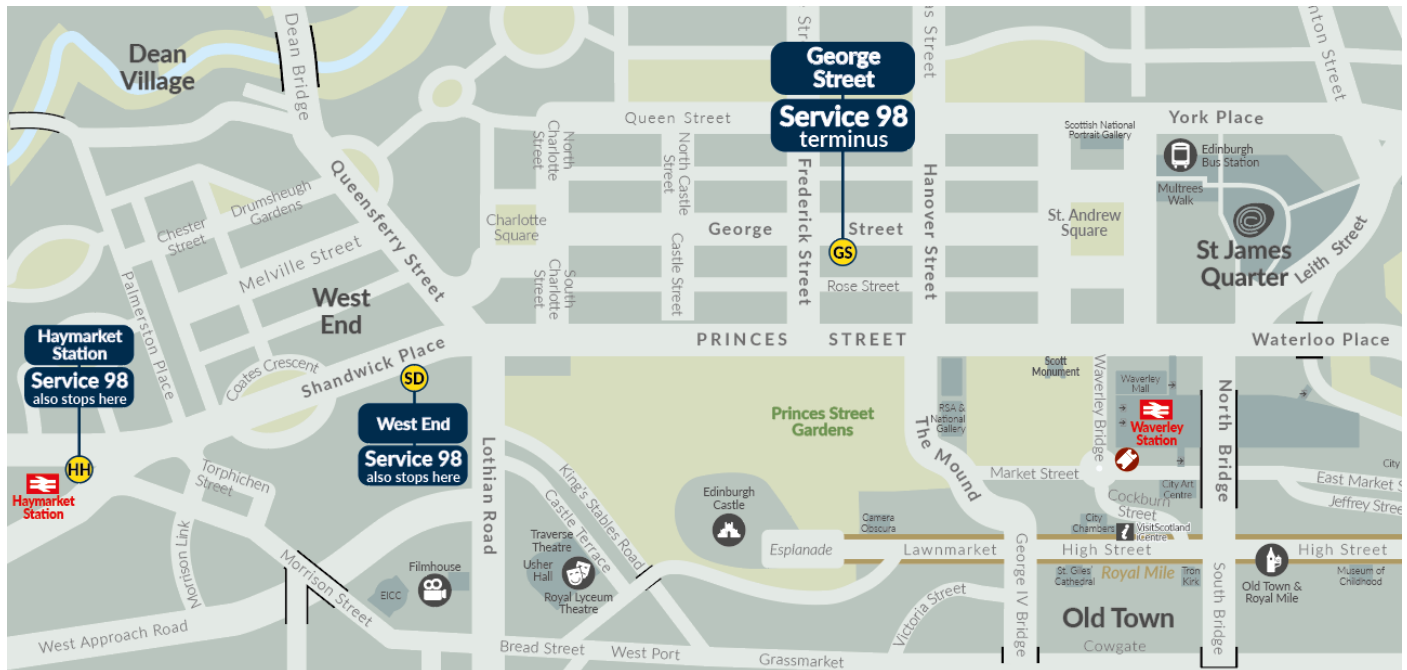 Dean
Village
Dean Bridge
George
Street
Service 98
terminus
Queen Street
North
Charlotte
Street
North Castle
Street
Frederick Street
Hanover Street
Scottish National
Portrait Gallery
York Place
Edinburgh
Bus Station
Multrees
Walk
St James
Quarter
Leith Street
Queensferry Street
Drumsheugh
Gardens
Chester
Street
Melville Street
Palmerston Place
Charlotte
Square
George Street
GS
St. Andrew
Square
South
Charlotte
Street
Castle Street
Rose Street
West
End
Haymarket
Station
Service 98
also stops here
HH
Haymarket
Station
Coates Crescent
Shandwick Place
SD
West End
Service 98
also stops here
PRINCES STREET
Waterloo Place
Lothian Road
Princes Street
Gardens
The Mound
RSA &
National
Gallery
Scott
Monument
Waverley Bridge
Waverley
Mall
Waverley
Station
North Bridge
Market Street
City Art
Centre
Cockburn
Street
City
East Market S
Jeffrey Stree
Torphichen
Street
Morrison Link
Morrison Street
King's Stables Road
Castle Terrace
Edinburgh
Castle
Esplanade
Camera
Obscura
Lawnmarket
George IV Bridge
City
Chambers
VisitScotland
iCentre
High Street
High Street
St. Giles'
Cathedral
Royal Mile
Tron
Kirk
South Bridge
Old Town &
Royal Mile
Museum of
Childhood
Traverse
Theatre
Usher
Hall
Royal Lyceum
Theatre
Filmhouse
EICC
West Approach Road
Bread Street
West Port
Grassmarket
Victoria Street
Old Town
Cowgate